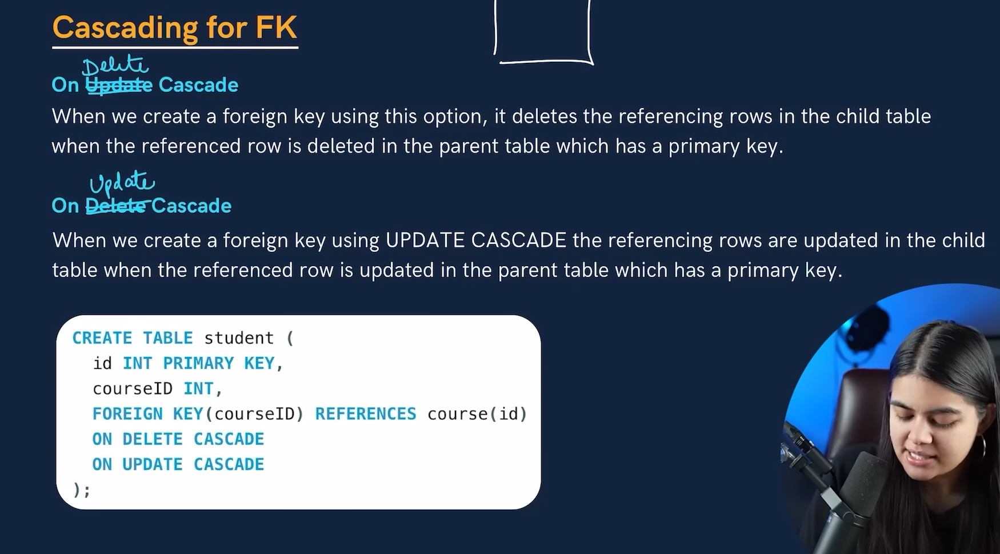 Cascading for FK
Delete
On Update Cascade
When we create a foreign key using this option, it deletes the referencing rows in the child table
when the referenced row is deleted in the parent table which has a primary key.
Update
On Delete Cascade
When we create a foreign key using UPDATE CASCADE the referencing rows are updated in the child
table when the referenced row is updated in the parent table which has a primary key.
CREATE TABLE student (
id INT PRIMARY KEY,
courseID INT,
FOREIGN KEY(courseID) REFERENCES course(id)
ON DELETE CASCADE
ON UPDATE CASCADE
);